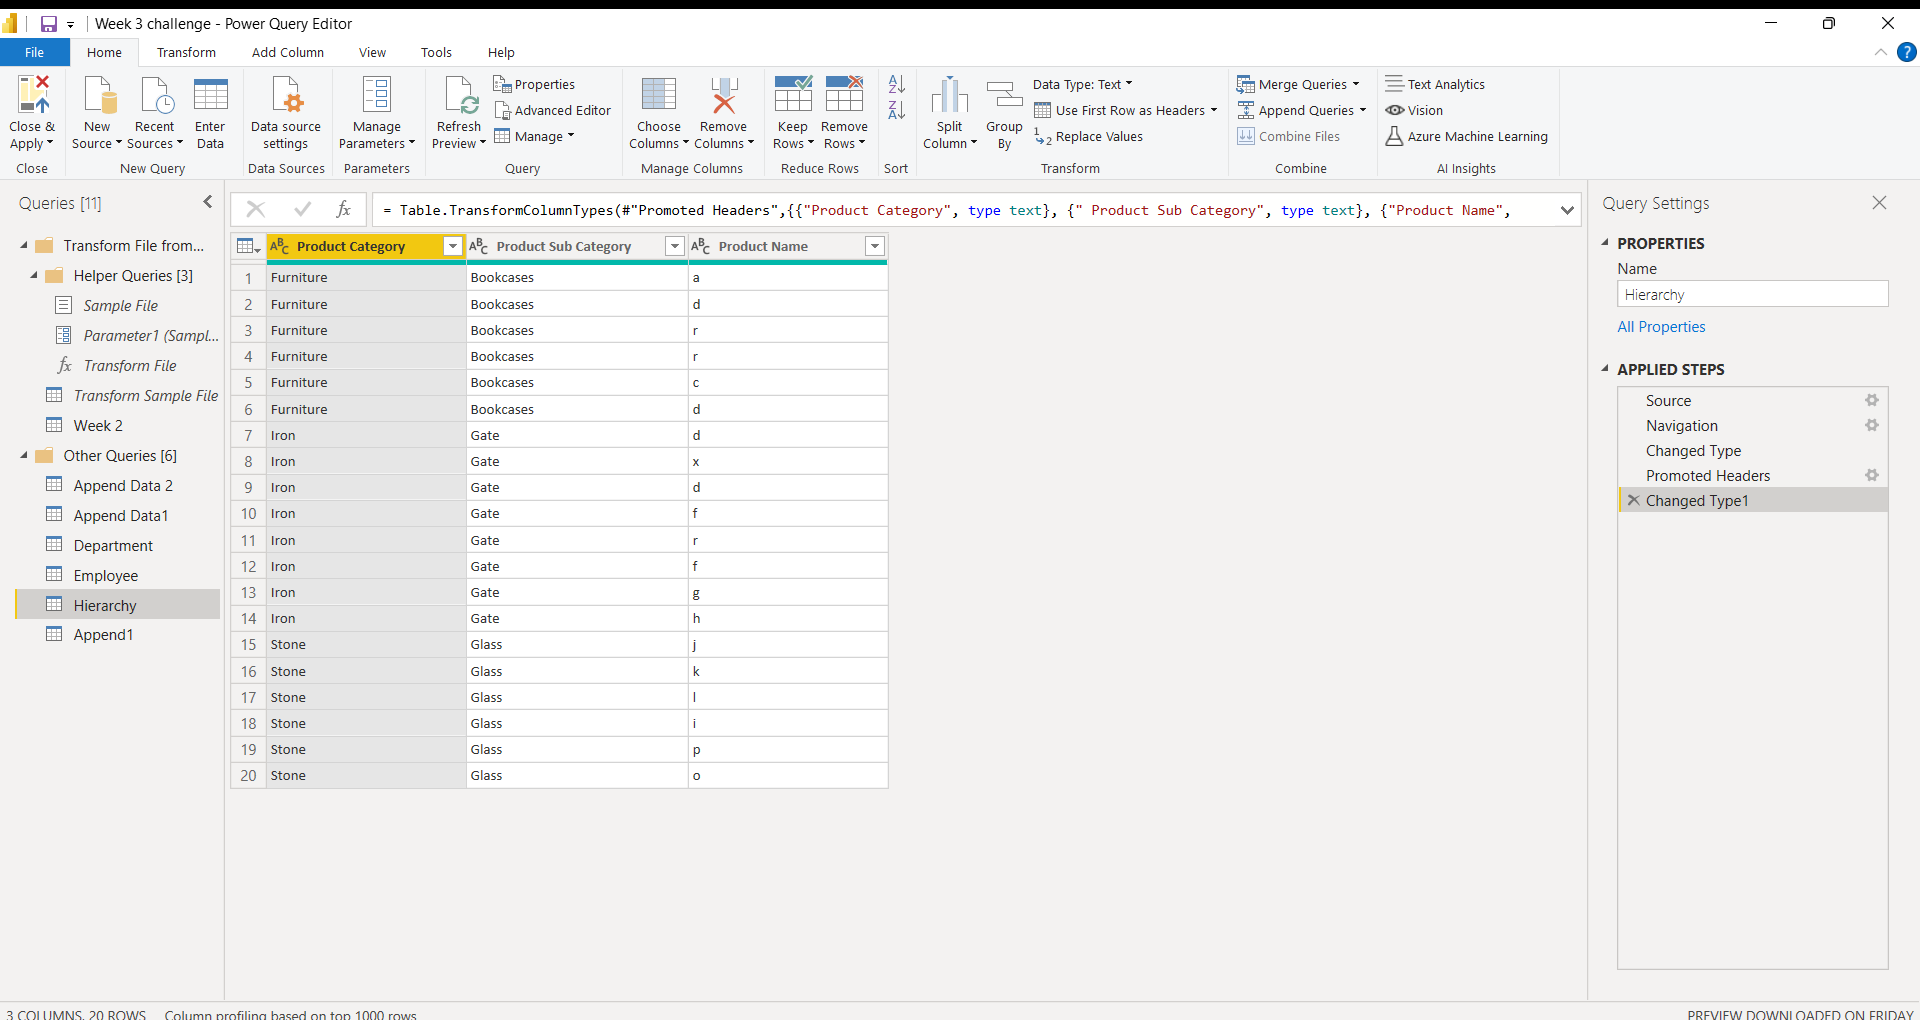 Week 3 challenge - Power Query Editor
File Home Transform Add Column View Tools Help ?
Close & Apply
New Source
Recent Sources
Enter Data
Data source settings
Manage Parameters
Refresh Preview
Properties
Advanced Editor
Manage
Choose Columns
Remove Columns
Keep Rows
Remove Rows
A Z
Z A
Split Column
Group By
Data Type: Text
Use First Row as Headers
1 2 Replace Values
Merge Queries
Append Queries
Combine Files
Text Analytics
Vision
Azure Machine Learning
Close New Query Data Sources Parameters Query Manage Columns Reduce Rows Sort Transform Combine AI Insights
Queries [11]
Transform File from...
Helper Queries [3]
Sample File
Parameter1 (Sampl...
fx Transform File
Transform Sample File
Week 2
Other Queries [6]
Append Data 2
Append Data1
Department
Employee
Hierarchy
Append1
fx = Table.TransformColumnTypes(#"Promoted Headers",{{"Product Category", type text}, {" Product Sub Category", type text}, {"Product Name",
ABC Product Category ABC Product Sub Category ABC Product Name
1 Furniture Bookcases a
2 Furniture Bookcases d
3 Furniture Bookcases r
4 Furniture Bookcases r
5 Furniture Bookcases c
6 Furniture Bookcases d
7 Iron Gate d
8 Iron Gate x
9 Iron Gate d
10 Iron Gate f
11 Iron Gate r
12 Iron Gate f
13 Iron Gate g
14 Iron Gate h
15 Stone Glass j
16 Stone Glass k
17 Stone Glass l
18 Stone Glass i
19 Stone Glass p
20 Stone Glass o
Query Settings
PROPERTIES
Name
Hierarchy
All Properties
APPLIED STEPS
Source
Navigation
Changed Type
Promoted Headers
Changed Type1
3 COLUMNS, 20 ROWS Column profiling based on top 1000 rows PREVIEW DOWNLOADED ON FRIDAY